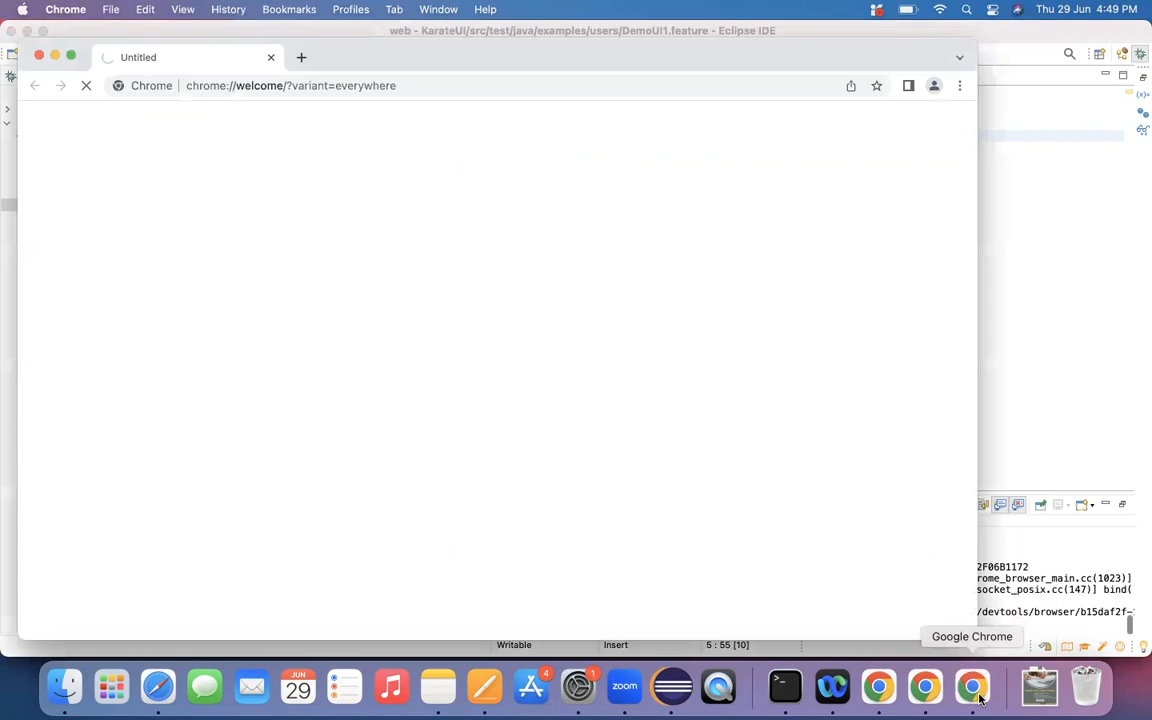 Chrome File Edit View History Bookmarks Profiles Tab Window Help Thu 29 Jun 4:49 PM
web - KarateUI/src/test/java/examples/users/DemoUI1.feature - Eclipse IDE
Untitled
Chrome chrome://welcome/?variant=everywhere
(x)=
2F06B1172
rome_browser_main.cc(1023)]
socket_posix.cc(147)] bind(
/devtools/browser/b15daf2f-
Google Chrome
Writable Insert 5 : 55 [10]
JUN
29
4
1
zoom
>_